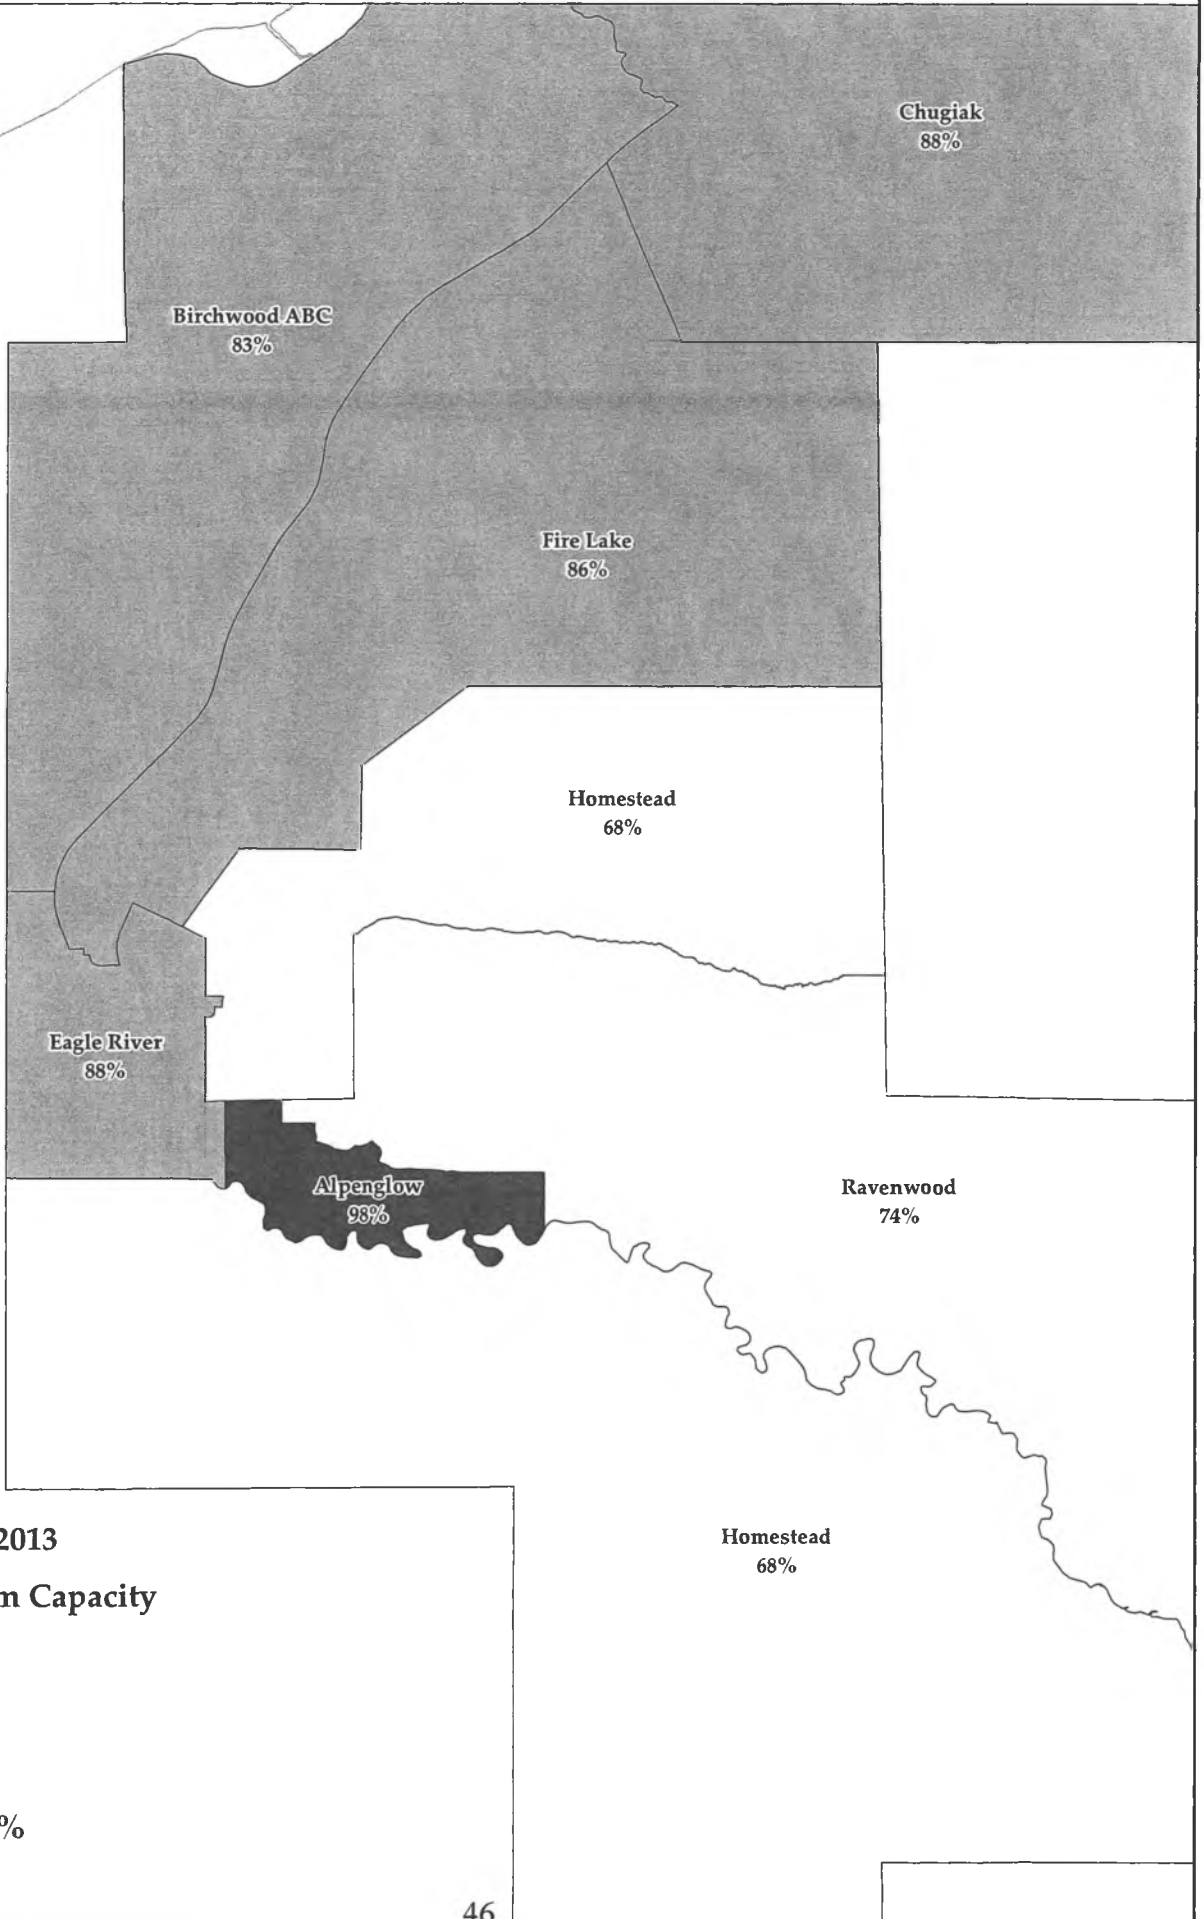 Chugiak
88%
Birchwood ABC
83%
Fire Lake
86%
Homestead
68%
Eagle River
88%
Alpenglow
98%
Ravenwood
74%
Homestead
68%
2013
m Capacity
%
46